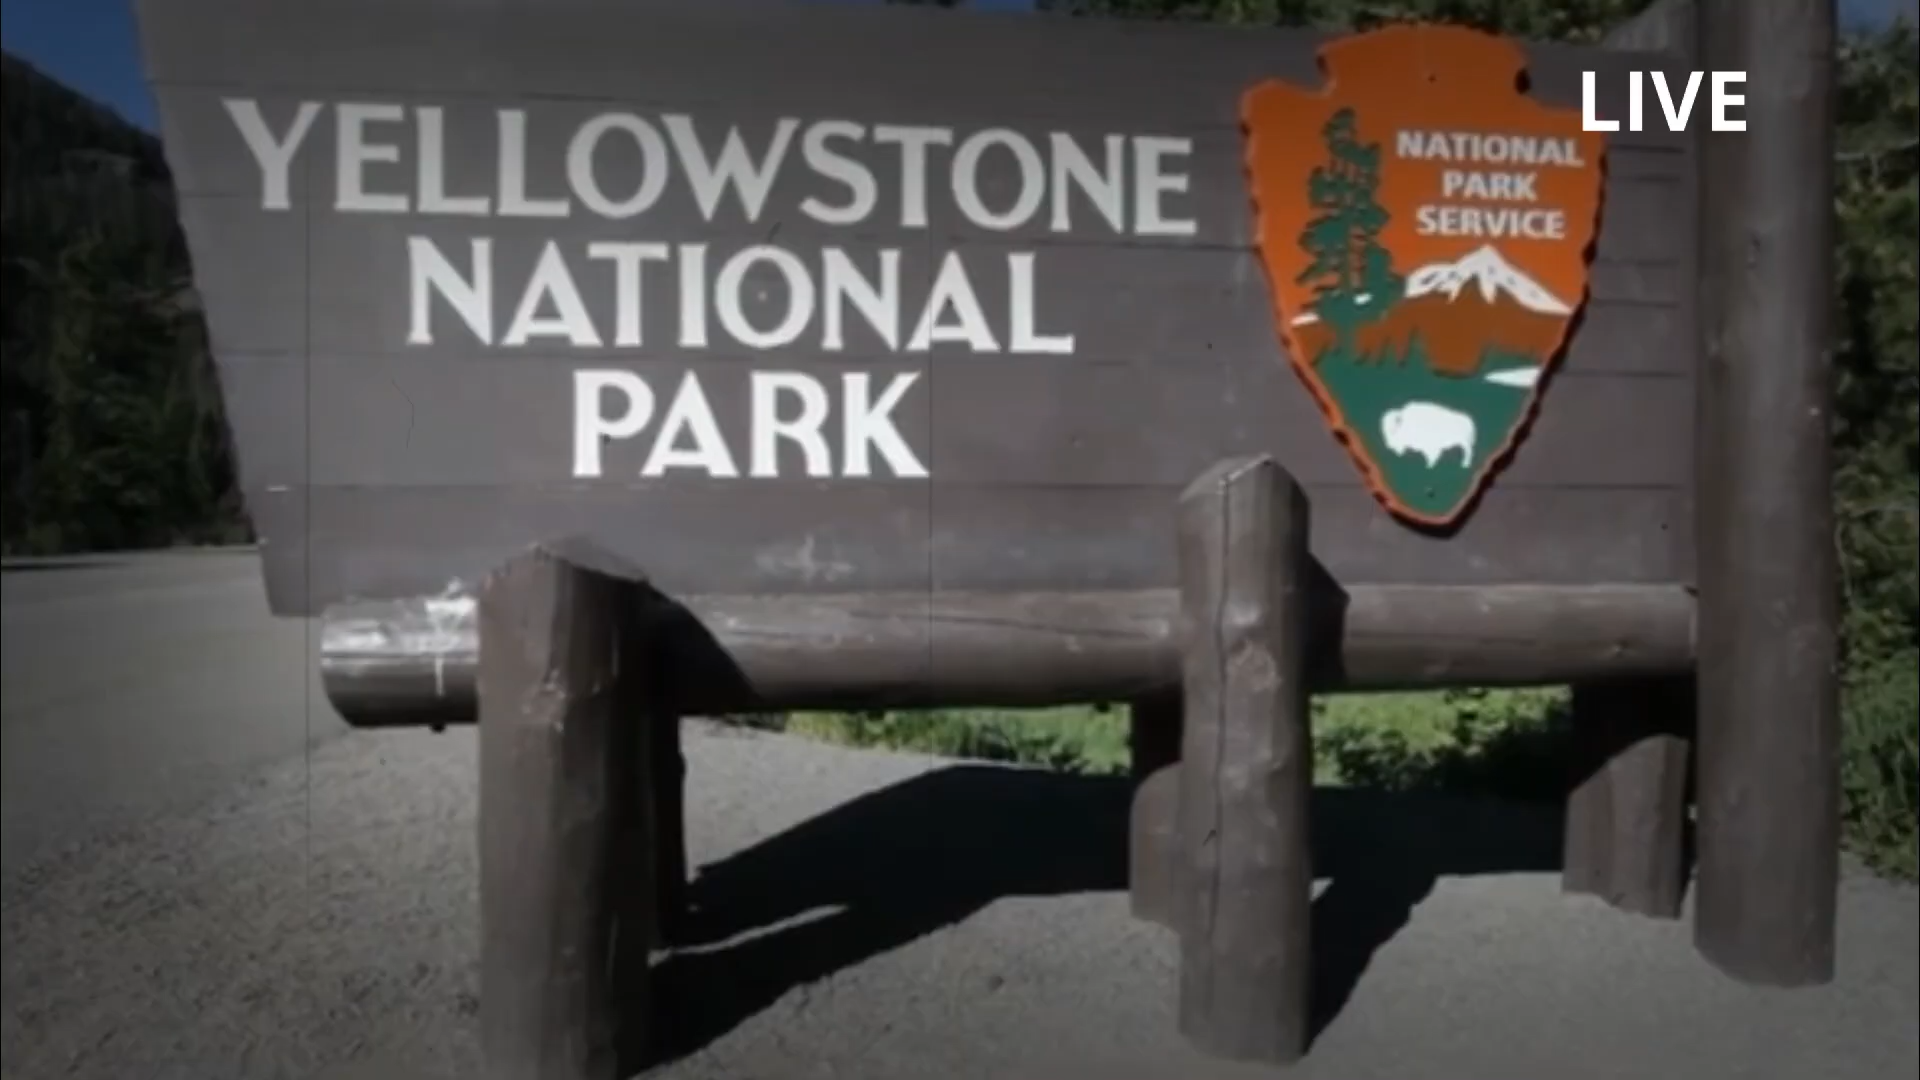 YELLOWSTONE
NATIONAL
PARK
NATIONAL
PARK
SERVICE
LIVE